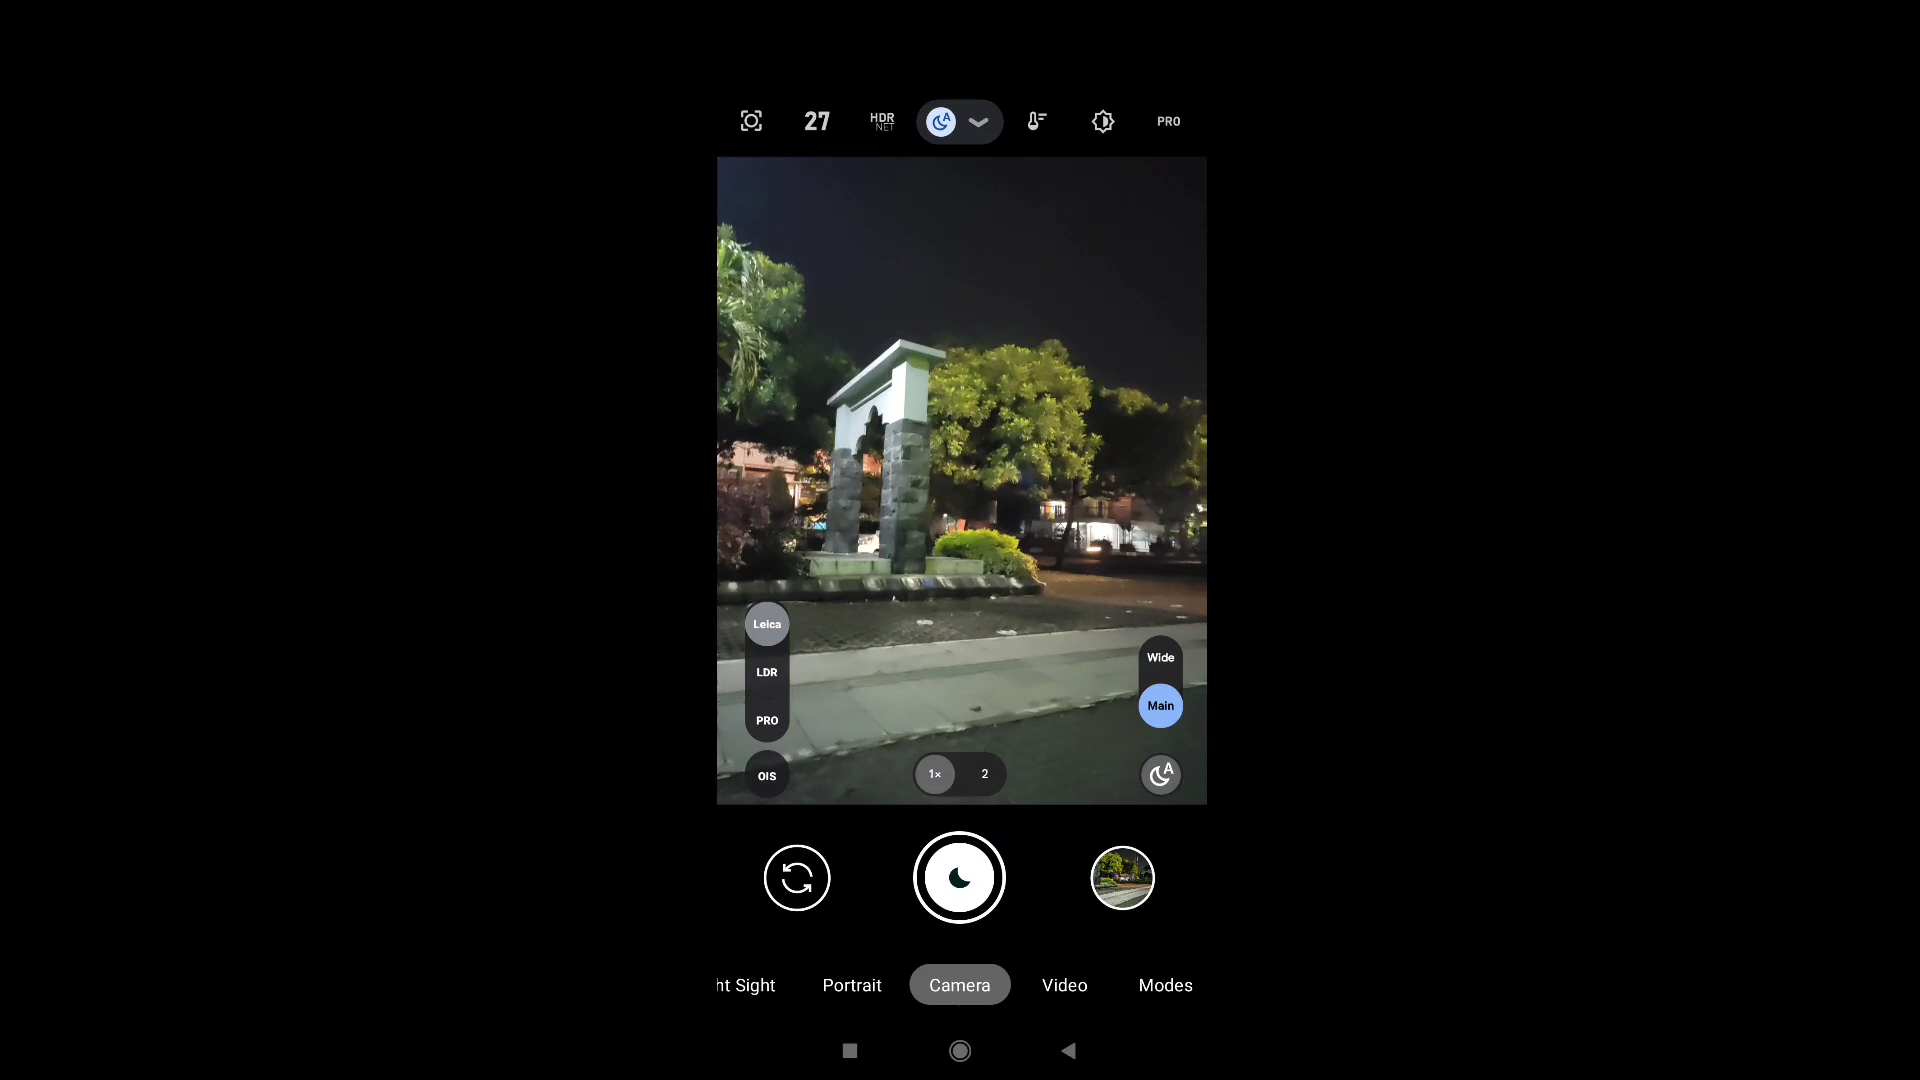 27
HDR
NET
A
PRO
Leica
LDR
PRO
OIS
Wide
Main
1×
2
A
ht Sight
Portrait
Camera
Video
Modes